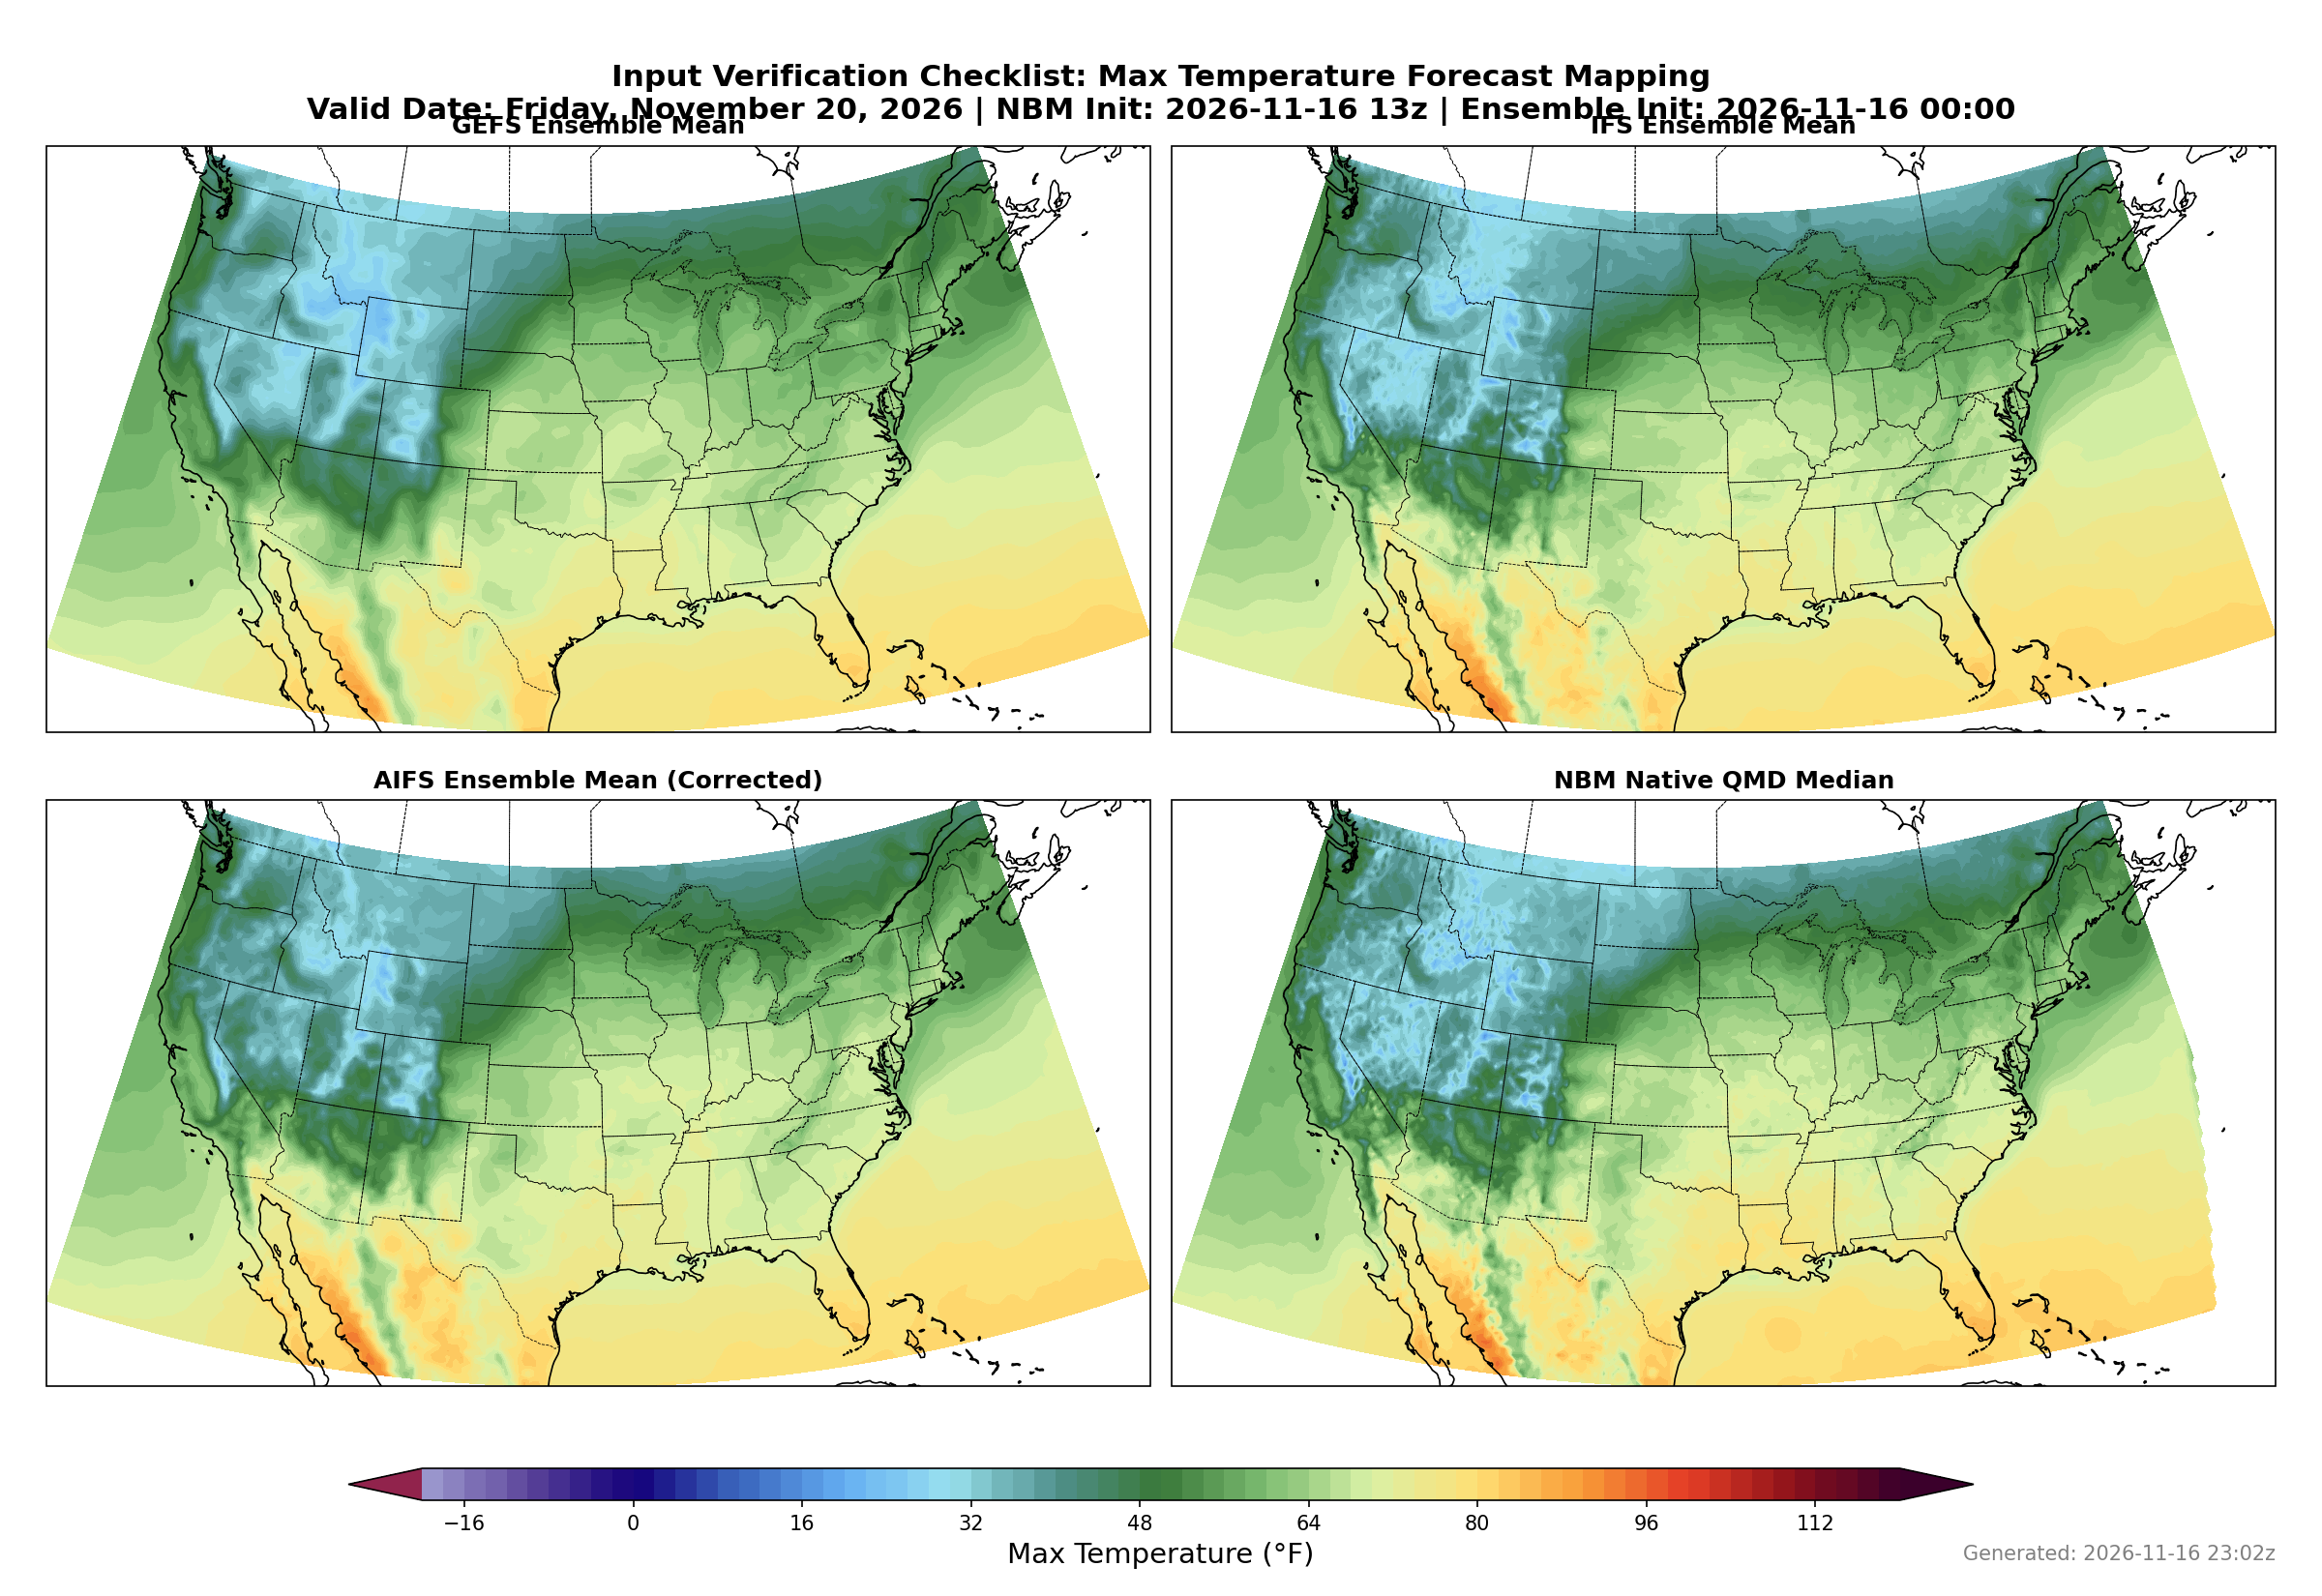 Input Verification Checklist: Max Temperature Forecast Mapping
Valid Date: Friday, November 20, 2026 | NBM Init: 2026-11-16 13z | Ensemble Init: 2026-11-16 00:00
GEFS Ensemble Mean
IFS Ensemble Mean
AIFS Ensemble Mean (Corrected)
NBM Native QMD Median
−16 0 16 32 48 64 80 96 112
Max Temperature (°F)
Generated: 2026-11-16 23:02z